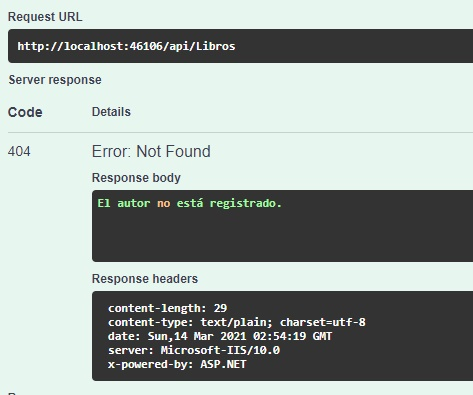 Request URL
http://localhost:46106/api/Libros
Server response
Code Details
404 Error: Not Found
Response body
El autor no está registrado.
Response headers
content-length: 29
content-type: text/plain; charset=utf-8
date: Sun,14 Mar 2021 02:54:19 GMT
server: Microsoft-IIS/10.0
x-powered-by: ASP.NET